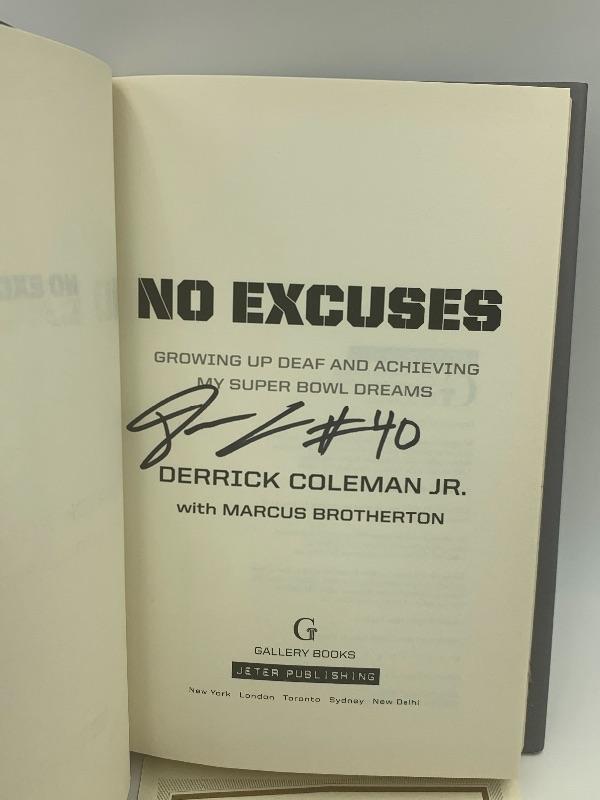 NO EXCUSES
GROWING UP DEAF AND ACHIEVING
MY SUPER BOWL DREAMS
#40
DERRICK COLEMAN JR.
with MARCUS BROTHERTON
G
GALLERY BOOKS
JETER PUBLISHING
New York London Toronto Sydney New Delhi